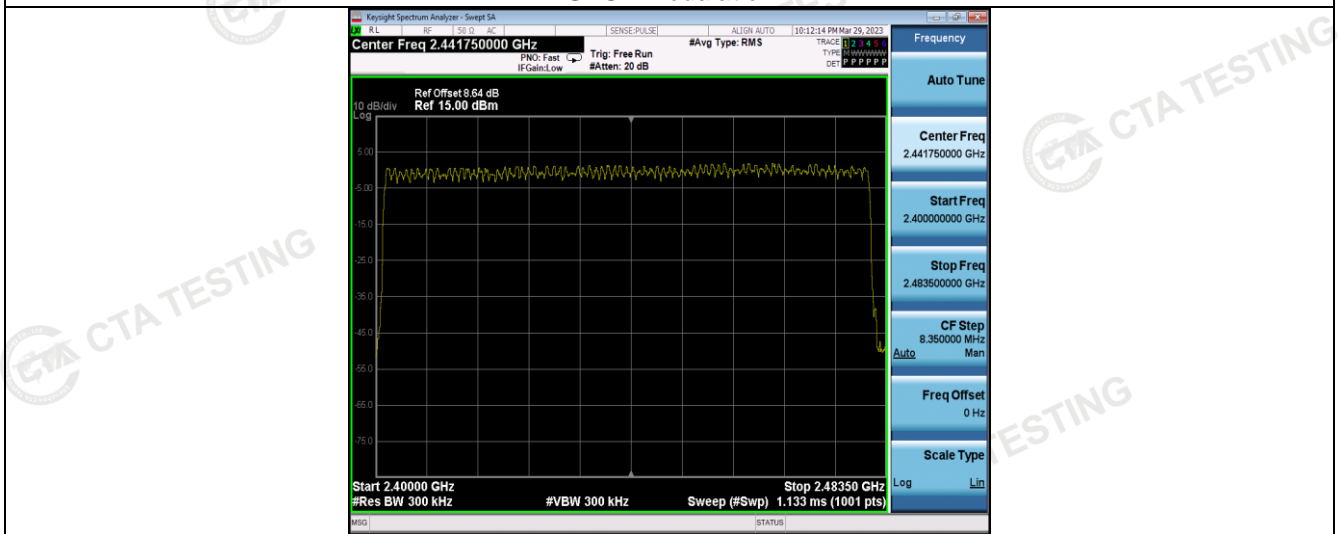 Keysight Spectrum Analyzer - Swept SA
RL RF 50 Ω AC SENSE:PULSE ALIGN AUTO 10:12:14 PM Mar 29, 2023
Center Freq 2.441750000 GHz
PNO: Fast
IFGain:Low
Trig: Free Run
#Atten: 20 dB
#Avg Type: RMS
TRACE 1 2 3 4 5 6
TYPE M WWWWW
DET P P P P P P
Ref Offset 8.64 dB
10 dB/div Ref 15.00 dBm
Log
5.00
-5.00
-15.0
-25.0
-35.0
-45.0
-55.0
-65.0
-75.0
Start 2.40000 GHz Stop 2.48350 GHz
#Res BW 300 kHz #VBW 300 kHz Sweep (#Swp) 1.133 ms (1001 pts)
MSG STATUS
Frequency
Auto Tune
Center Freq
2.441750000 GHz
Start Freq
2.400000000 GHz
Stop Freq
2.483500000 GHz
CF Step
8.350000 MHz
Auto Man
Freq Offset
0 Hz
Scale Type
Log Lin
CTA TESTING
CTA TESTING
TESTING